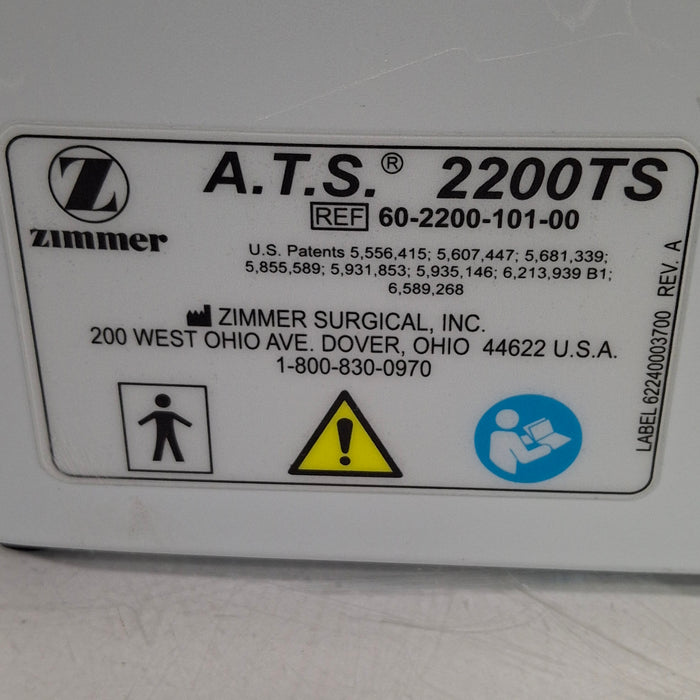 Z
zimmer
A.T.S.® 2200TS
REF 60-2200-101-00
U.S. Patents 5,556,415; 5,607,447; 5,681,339;
5,855,589; 5,931,853; 5,935,146; 6,213,939 B1;
6,589,268
ZIMMER SURGICAL, INC.
200 WEST OHIO AVE. DOVER, OHIO 44622 U.S.A.
1-800-830-0970
LABEL 62240003700 REV. A